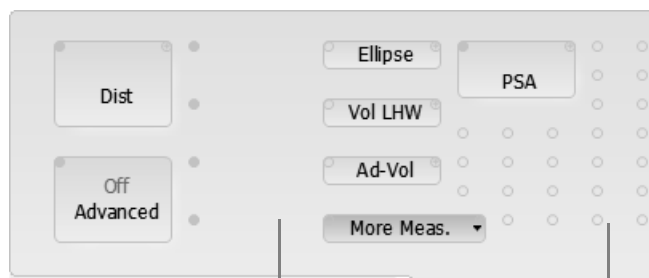 Dist
Off
Advanced
Ellipse
Vol LHW
Ad-Vol
More Meas.
PSA